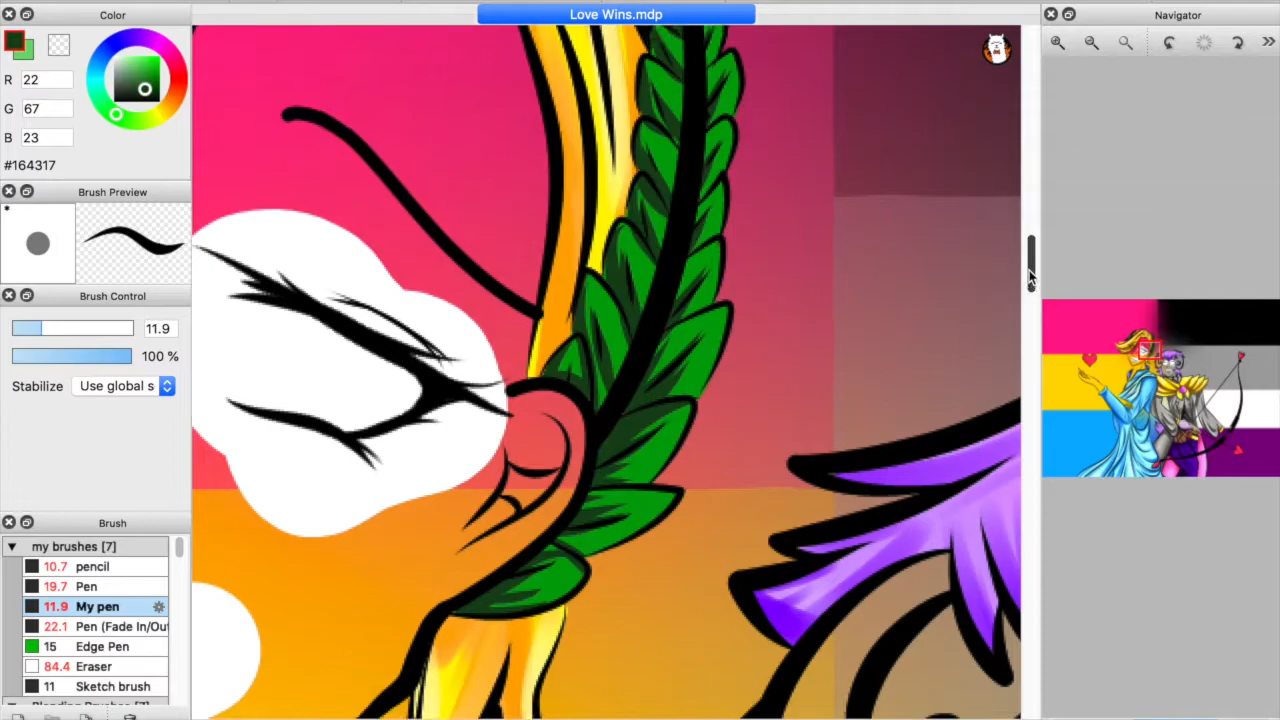 Color
Love Wins.mdp
Navigator
R 22
G 67
B 23
#164317
Brush Preview
Brush Control
11.9
100 %
Stabilize Use global s
Brush
my brushes [7]
10.7 pencil
19.7 Pen
11.9 My pen
22.1 Pen (Fade In/Ou
15 Edge Pen
84.4 Eraser
11 Sketch brush